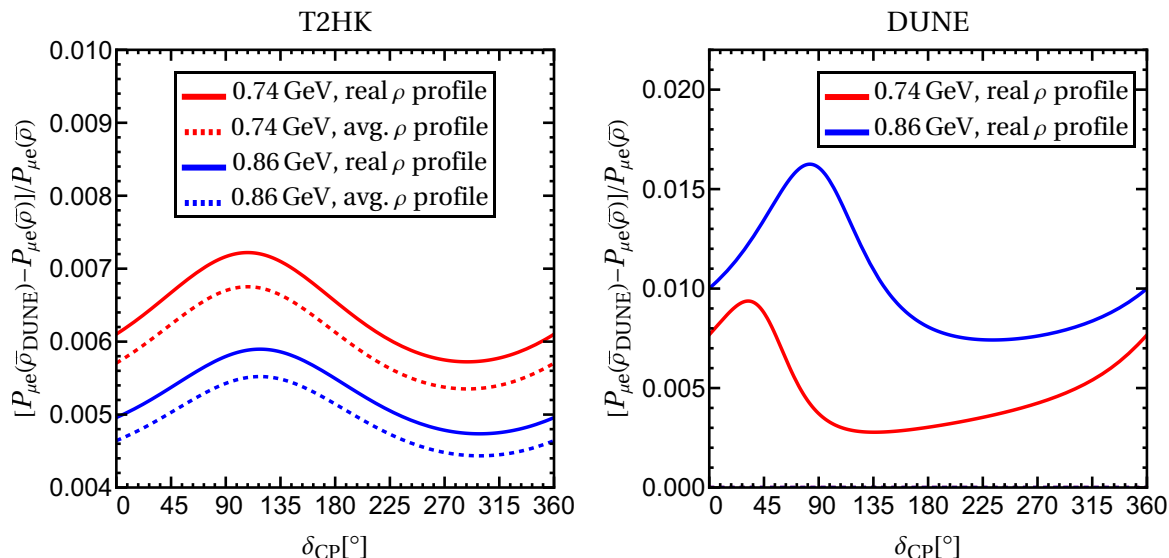 T2HK
0.010
0.009
0.008
0.007
0.006
0.005
0.004
[Pμe(ρ̅DUNE)−Pμe(ρ̅)]/Pμe(ρ̅)
0.74 GeV, real ρ profile
0.74 GeV, avg. ρ profile
0.86 GeV, real ρ profile
0.86 GeV, avg. ρ profile
0 45 90 135 180 225 270 315 360
δCP[°]
DUNE
0.020
0.015
0.010
0.005
0.000
[Pμe(ρ̅DUNE)−Pμe(ρ̅)]/Pμe(ρ̅)
0.74 GeV, real ρ profile
0.86 GeV, real ρ profile
0 45 90 135 180 225 270 315 360
δCP[°]